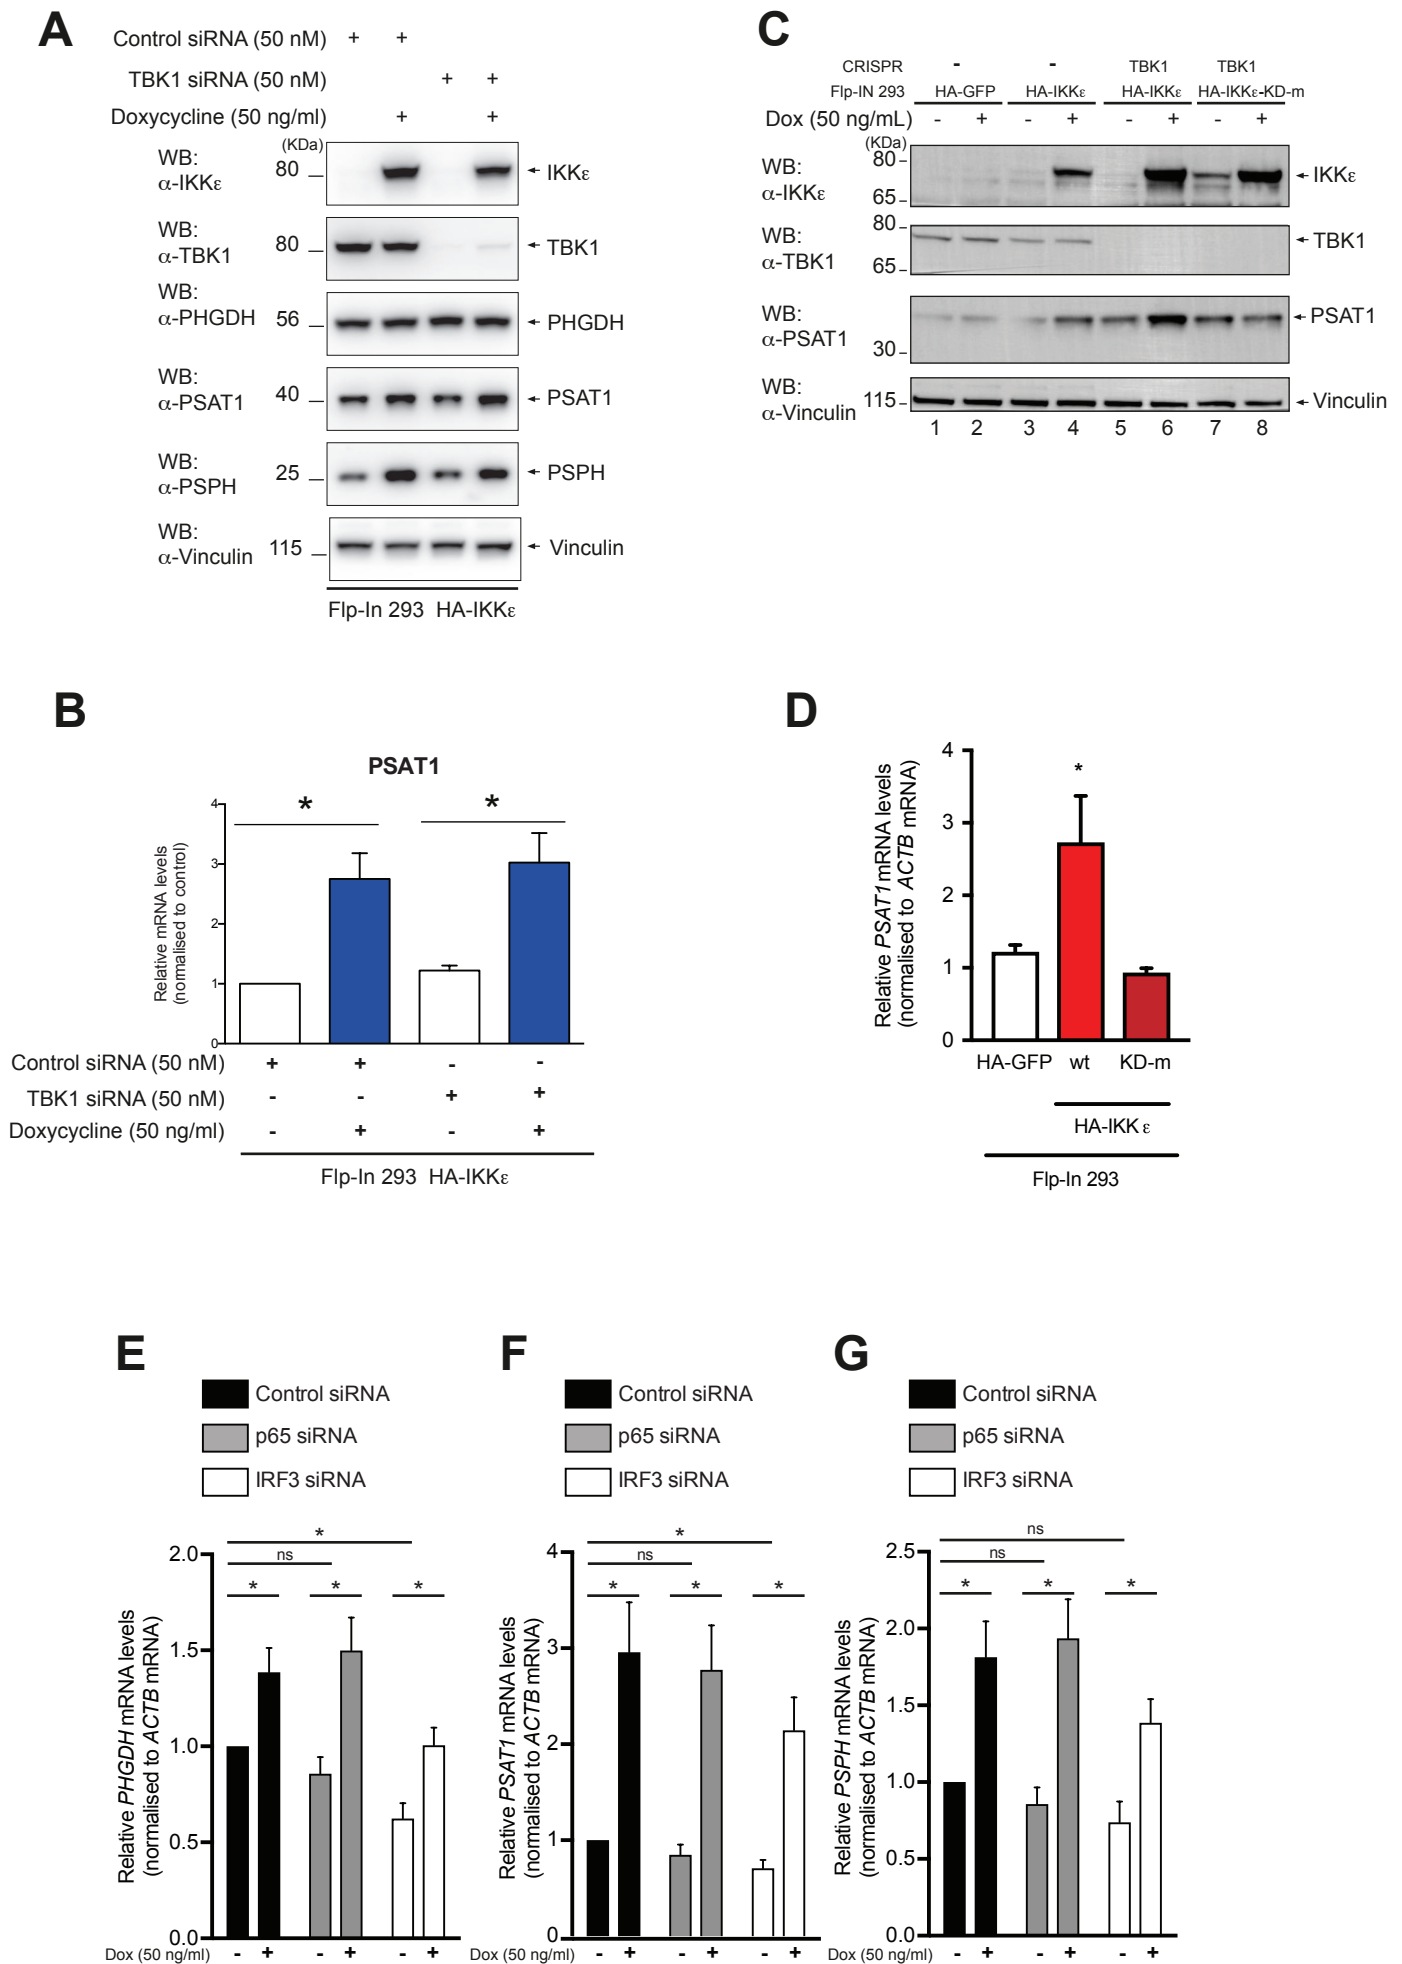 A
Control siRNA (50 nM) + +
TBK1 siRNA (50 nM) + +
Doxycycline (50 ng/ml) + +
(KDa)
WB:
α-IKKε
80
IKKε
WB:
α-TBK1
80
TBK1
WB:
α-PHGDH
56
PHGDH
WB:
α-PSAT1
40
PSAT1
WB:
α-PSPH
25
PSPH
WB:
α-Vinculin
115
Vinculin
Flp-In 293 HA-IKKε
C
CRISPR - - TBK1 TBK1
Flp-IN 293 HA-GFP HA-IKKε HA-IKKε HA-IKKε-KD-m
Dox (50 ng/mL) - + - + - + - +
(KDa)
WB:
α-IKKε
80
65
IKKε
WB:
α-TBK1
80
65
TBK1
WB:
α-PSAT1
30
PSAT1
WB:
α-Vinculin
115
Vinculin
1 2 3 4 5 6 7 8
B
PSAT1
Relative mRNA levels
(normalised to control)
4
3
2
1
0
* *
Control siRNA (50 nM) + + - -
TBK1 siRNA (50 nM) - - + +
Doxycycline (50 ng/ml) - + - +
Flp-In 293 HA-IKKε
D
Relative PSAT1 mRNA levels
(normalised to ACTB mRNA)
4
3
2
1
0
*
HA-GFP wt KD-m
HA-IKK ε
Flp-In 293
E
Control siRNA
p65 siRNA
IRF3 siRNA
Relative PHGDH mRNA levels
(normalised to ACTB mRNA)
2.0
1.5
1.0
0.5
0.0
*
ns
* * *
Dox (50 ng/ml) - + - + - +
F
Control siRNA
p65 siRNA
IRF3 siRNA
Relative PSAT1 mRNA levels
(normalised to ACTB mRNA)
4
3
2
1
0
*
ns
* * *
Dox (50 ng/ml) - + - + - +
G
Control siRNA
p65 siRNA
IRF3 siRNA
Relative PSPH mRNA levels
(normalised to ACTB mRNA)
2.5
2.0
1.5
1.0
0.5
0.0
ns
ns
* * *
Dox (50 ng/ml) - + - + - +